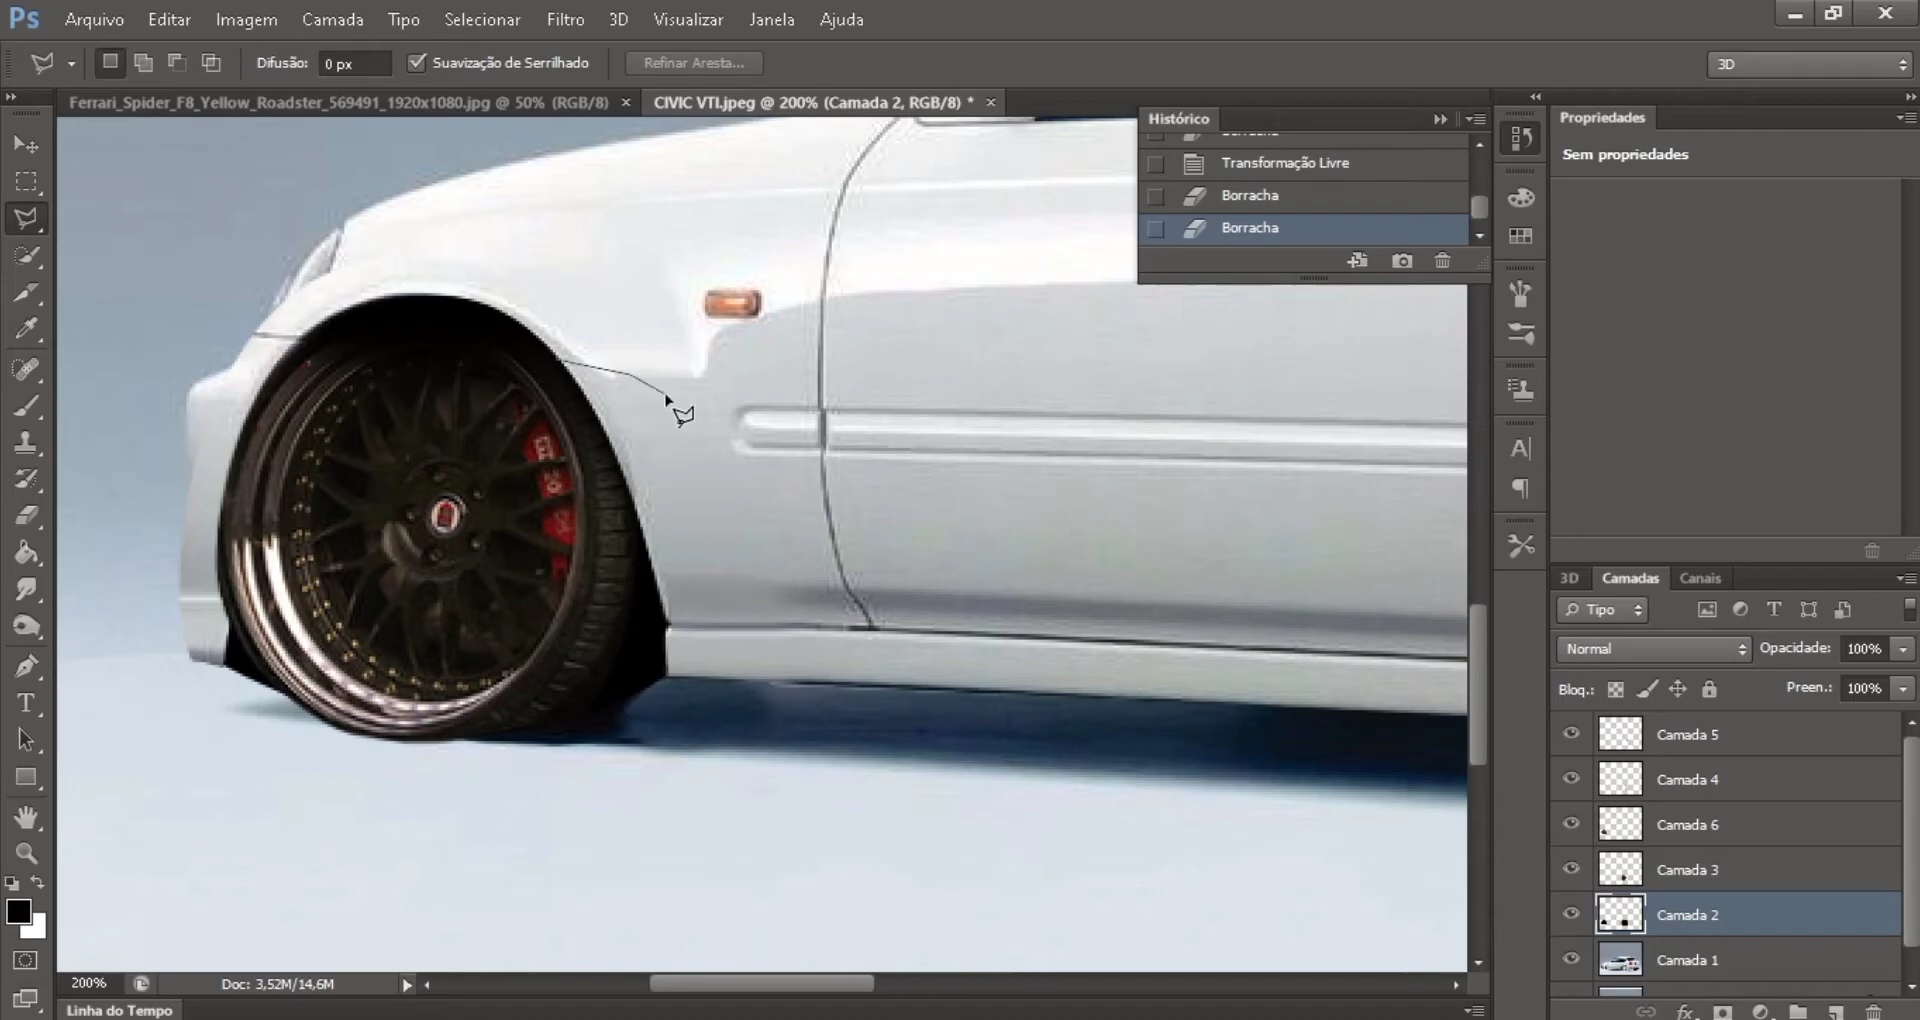 Ps Arquivo Editar Imagem Camada Tipo Selecionar Filtro 3D Visualizar Janela Ajuda
Difusão: 0 px Suavização de Serrilhado Refinar Aresta... 3D
Ferrari_Spider_F8_Yellow_Roadster_569491_1920x1080.jpg @ 50% (RGB/8) × CIVIC VTI.jpeg @ 200% (Camada 2, RGB/8) * ×
Histórico
Borracha
Transformação Livre
Borracha
Borracha
Propriedades
Sem propriedades
3D Camadas Canais
Tipo
Normal Opacidade: 100%
Bloq.: Preen.: 100%
Camada 5
Camada 4
Camada 6
Camada 3
Camada 2
Camada 1
200% Doc: 3,52M/14,6M
Linha do Tempo